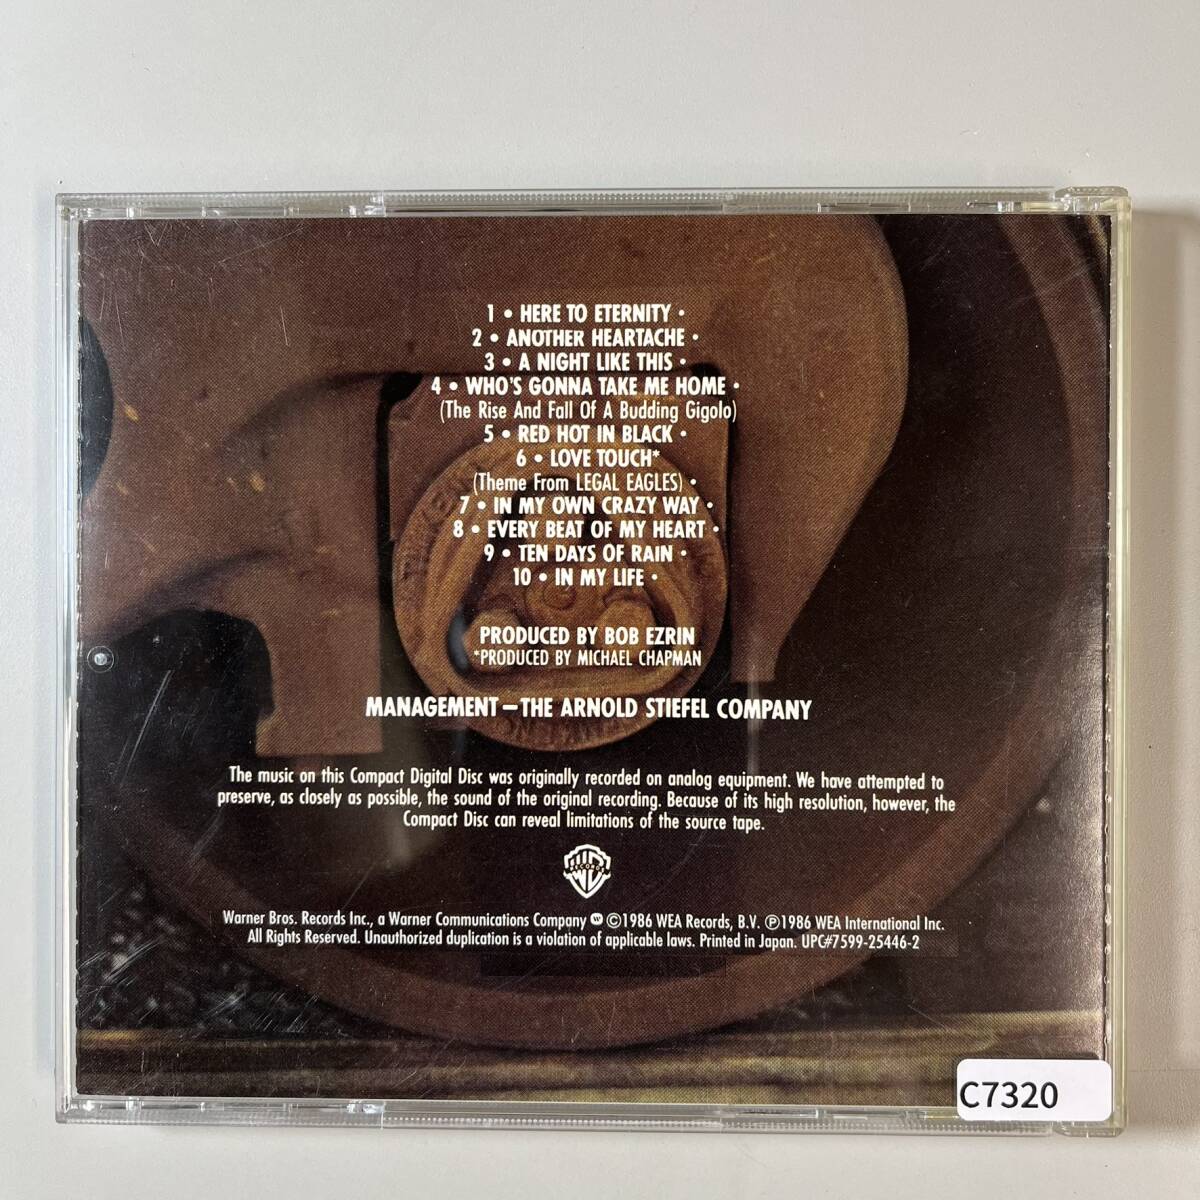 1 • HERE TO ETERNITY •
2 • ANOTHER HEARTACHE •
3 • A NIGHT LIKE THIS •
4 • WHO'S GONNA TAKE ME HOME •
(The Rise And Fall Of A Budding Gigolo)
5 • RED HOT IN BLACK •
6 • LOVE TOUCH*
(Theme From LEGAL EAGLES) •
7 • IN MY OWN CRAZY WAY •
8 • EVERY BEAT OF MY HEART •
9 • TEN DAYS OF RAIN •
10 • IN MY LIFE •
PRODUCED BY BOB EZRIN
*PRODUCED BY MICHAEL CHAPMAN
MANAGEMENT—THE ARNOLD STIEFEL COMPANY
The music on this Compact Digital Disc was originally recorded on analog equipment. We have attempted to
preserve, as closely as possible, the sound of the original recording. Because of its high resolution, however, the
Compact Disc can reveal limitations of the source tape.
RECORDS
Warner Bros. Records Inc., a Warner Communications Company ©1986 WEA Records, B.V. ℗1986 WEA International Inc.
All Rights Reserved. Unauthorized duplication is a violation of applicable laws. Printed in Japan. UPC#7599-25446-2
C7320